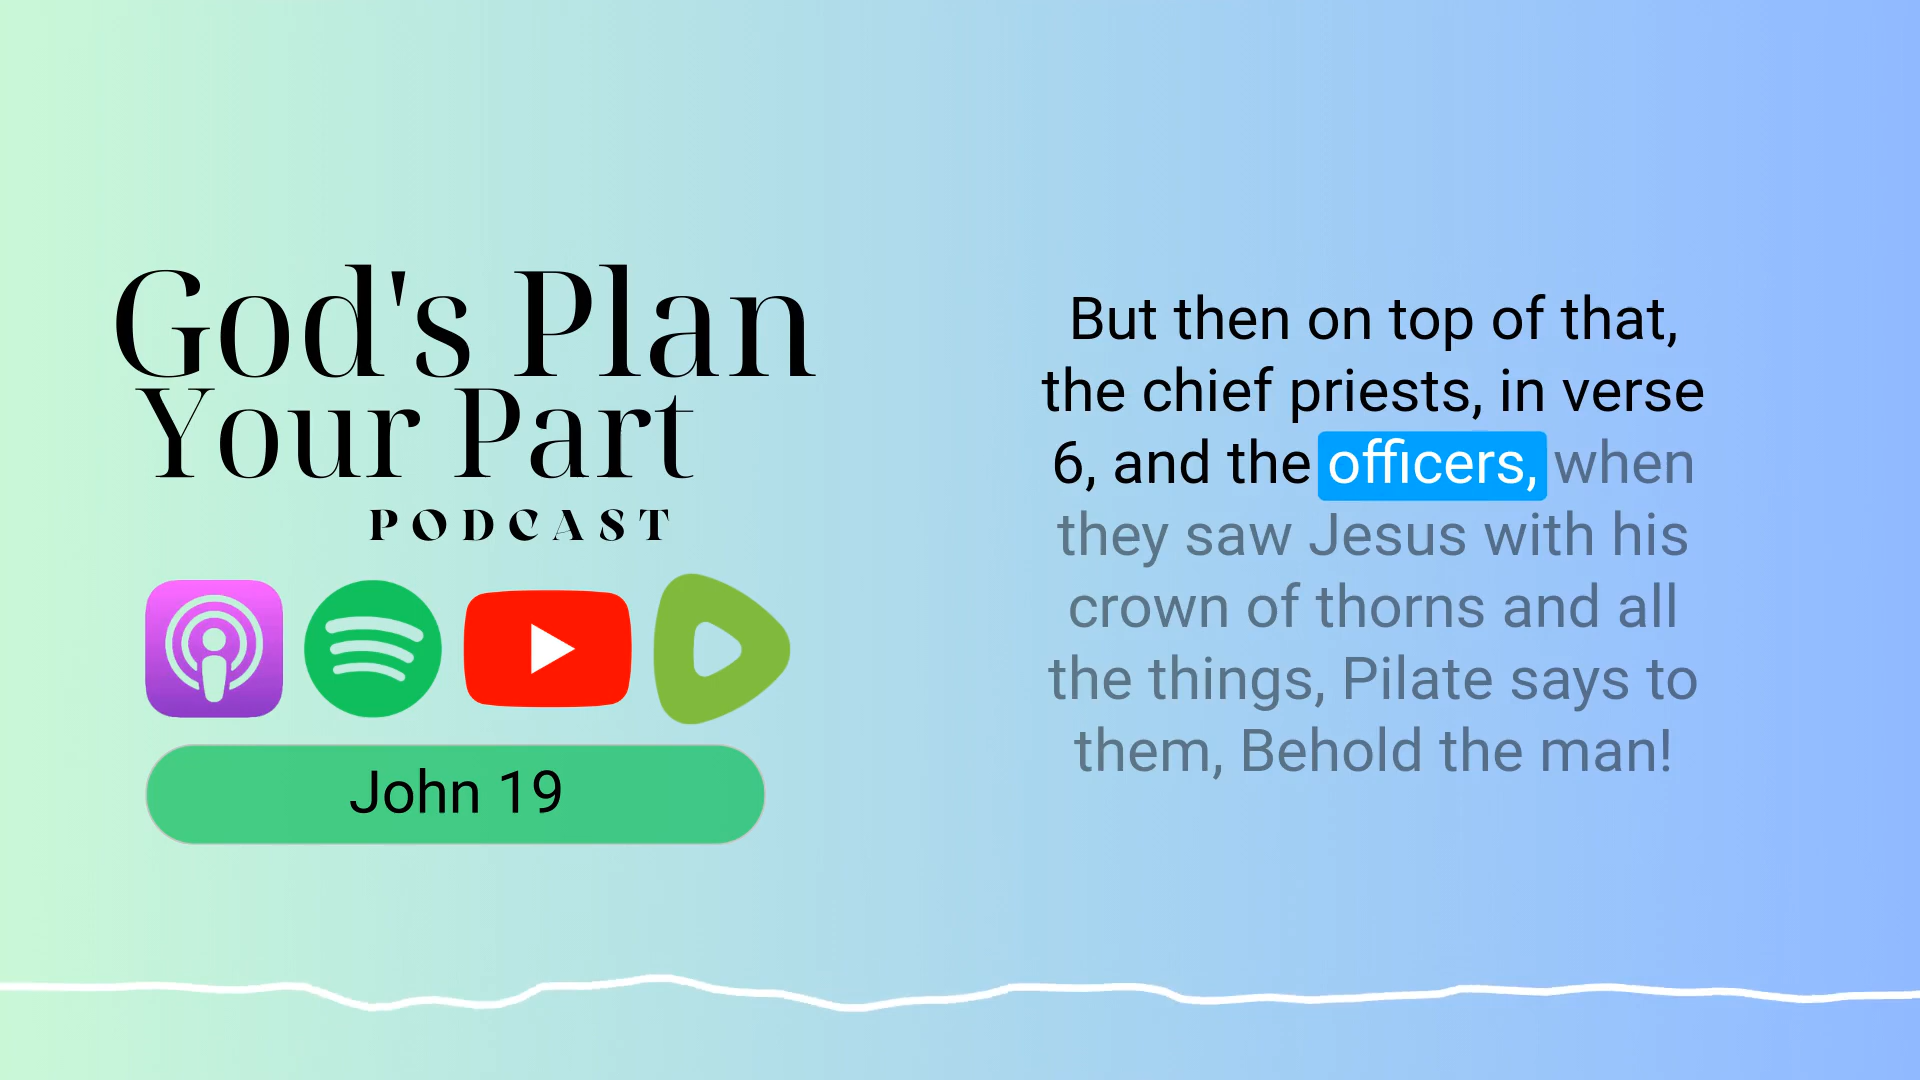 God's Plan
Your Part
PODCAST
John 19
But then on top of that,
the chief priests, in verse
6, and the officers, when
they saw Jesus with his
crown of thorns and all
the things, Pilate says to
them, Behold the man!